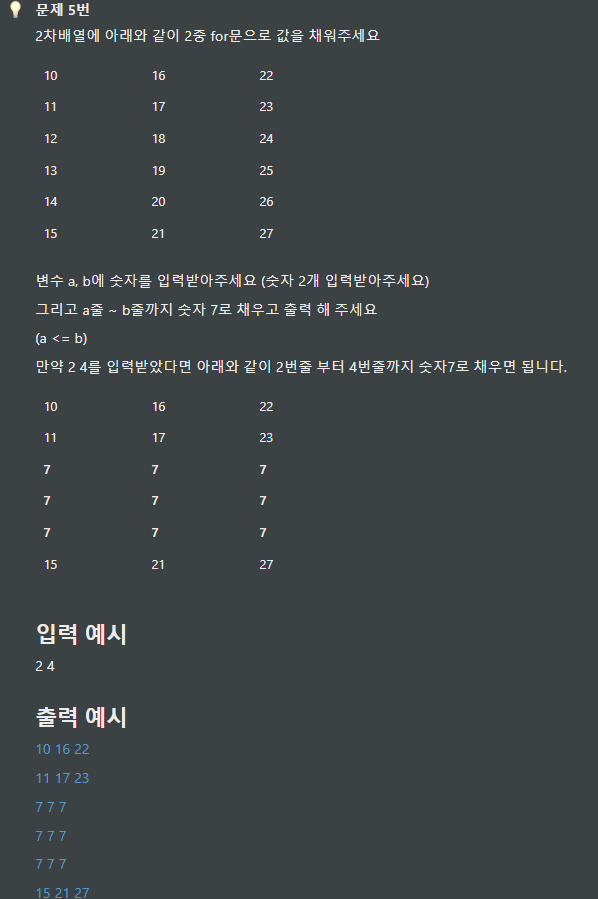 문제 5번
2차배열에 아래와 같이 2중 for문으로 값을 채워주세요
10 16 22
11 17 23
12 18 24
13 19 25
14 20 26
15 21 27
변수 a, b에 숫자를 입력받아주세요 (숫자 2개 입력받아주세요)
그리고 a줄 ~ b줄까지 숫자 7로 채우고 출력 해 주세요
(a <= b)
만약 2 4를 입력받았다면 아래와 같이 2번줄 부터 4번줄까지 숫자7로 채우면 됩니다.
10 16 22
11 17 23
7 7 7
7 7 7
7 7 7
15 21 27
입력 예시
2 4
출력 예시
10 16 22
11 17 23
7 7 7
7 7 7
7 7 7
15 21 27